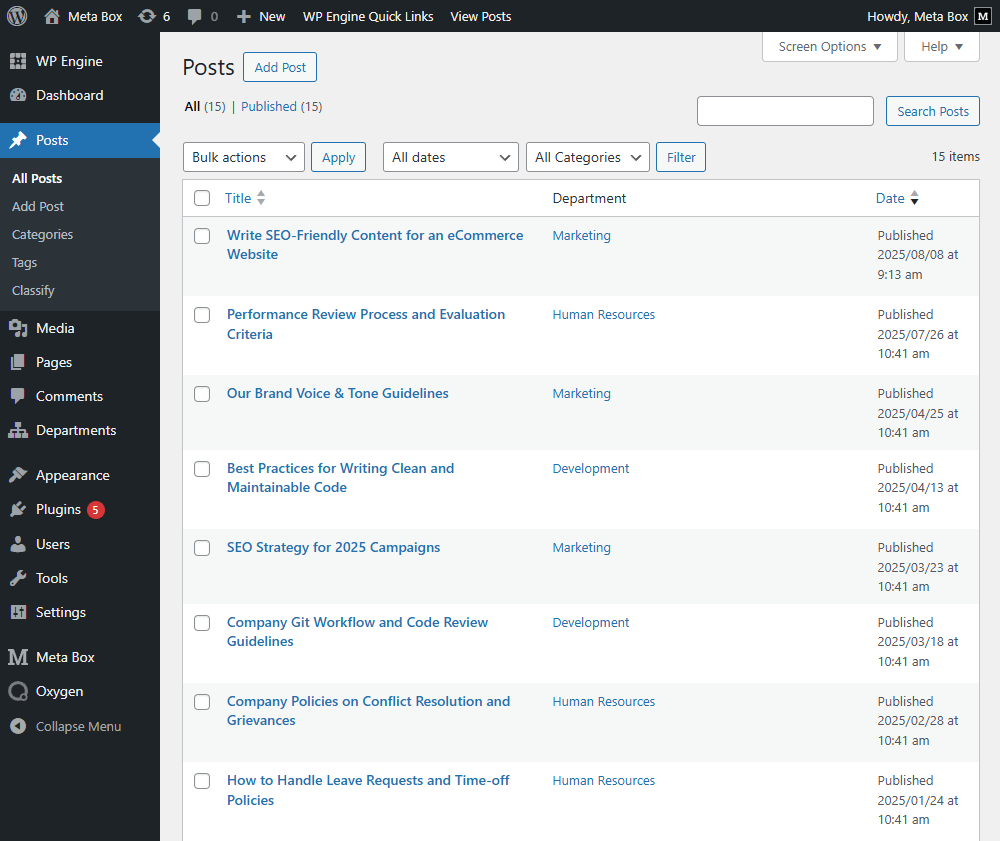 Meta Box 6 0 New WP Engine Quick Links View Posts Howdy, Meta Box M
WP Engine
Dashboard
Posts
All Posts
Add Post
Categories
Tags
Classify
Media
Pages
Comments
Departments
Appearance
Plugins 5
Users
Tools
Settings
Meta Box
Oxygen
Collapse Menu
Screen Options Help
Posts Add Post
All (15) | Published (15)
Search Posts
Bulk actions Apply All dates All Categories Filter 15 items
Title Department Date
Write SEO-Friendly Content for an eCommerce
Website
Marketing
Published
2025/08/08 at
9:13 am
Performance Review Process and Evaluation
Criteria
Human Resources
Published
2025/07/26 at
10:41 am
Our Brand Voice & Tone Guidelines
Marketing
Published
2025/04/25 at
10:41 am
Best Practices for Writing Clean and
Maintainable Code
Development
Published
2025/04/13 at
10:41 am
SEO Strategy for 2025 Campaigns
Marketing
Published
2025/03/23 at
10:41 am
Company Git Workflow and Code Review
Guidelines
Development
Published
2025/03/18 at
10:41 am
Company Policies on Conflict Resolution and
Grievances
Human Resources
Published
2025/02/28 at
10:41 am
How to Handle Leave Requests and Time-off
Policies
Human Resources
Published
2025/01/24 at
10:41 am